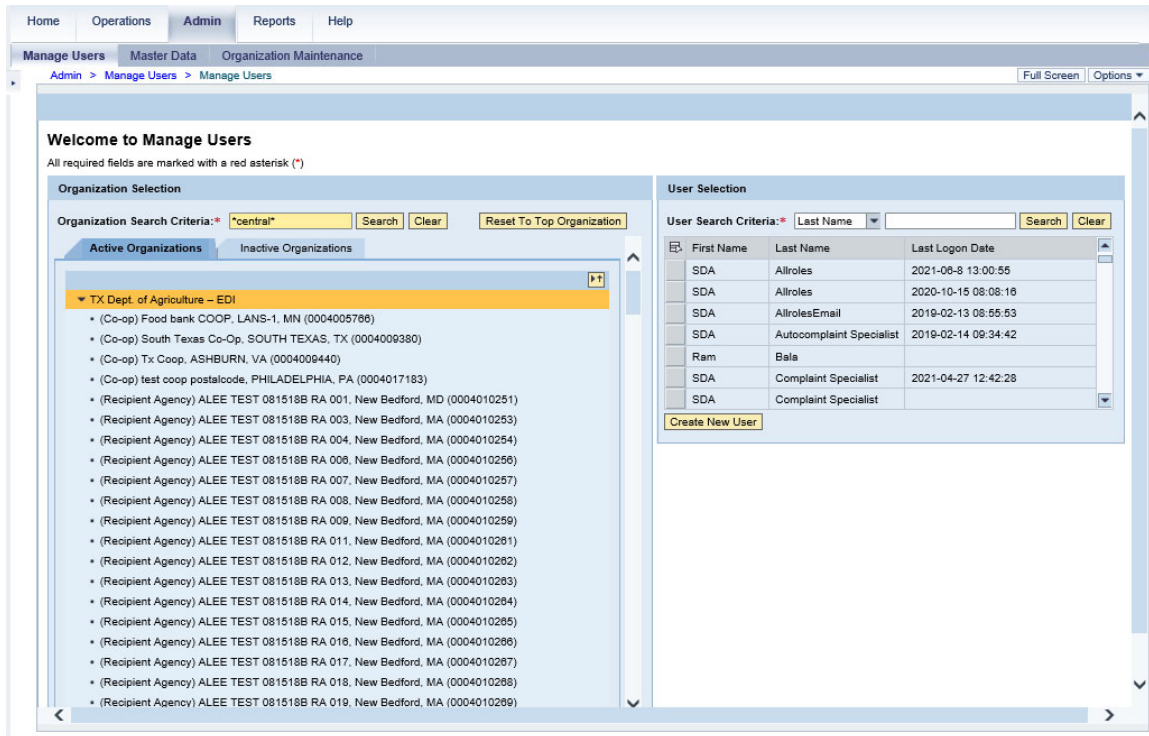 Home Operations Admin Reports Help
Manage Users Master Data Organization Maintenance
Admin > Manage Users > Manage Users
Full Screen Options
Welcome to Manage Users
All required fields are marked with a red asterisk (*)
Organization Selection
Organization Search Criteria:* *central* Search Clear Reset To Top Organization
Active Organizations Inactive Organizations
TX Dept. of Agriculture – EDI
(Co-op) Food bank COOP, LANS-1, MN (0004005766)
(Co-op) South Texas Co-Op, SOUTH TEXAS, TX (0004009380)
(Co-op) Tx Coop, ASHBURN, VA (0004009440)
(Co-op) test coop postalcode, PHILADELPHIA, PA (0004017183)
(Recipient Agency) ALEE TEST 081518B RA 001, New Bedford, MD (0004010251)
(Recipient Agency) ALEE TEST 081518B RA 003, New Bedford, MA (0004010253)
(Recipient Agency) ALEE TEST 081518B RA 004, New Bedford, MA (0004010254)
(Recipient Agency) ALEE TEST 081518B RA 006, New Bedford, MA (0004010256)
(Recipient Agency) ALEE TEST 081518B RA 007, New Bedford, MA (0004010257)
(Recipient Agency) ALEE TEST 081518B RA 008, New Bedford, MA (0004010258)
(Recipient Agency) ALEE TEST 081518B RA 009, New Bedford, MA (0004010259)
(Recipient Agency) ALEE TEST 081518B RA 011, New Bedford, MA (0004010261)
(Recipient Agency) ALEE TEST 081518B RA 012, New Bedford, MA (0004010262)
(Recipient Agency) ALEE TEST 081518B RA 013, New Bedford, MA (0004010263)
(Recipient Agency) ALEE TEST 081518B RA 014, New Bedford, MA (0004010264)
(Recipient Agency) ALEE TEST 081518B RA 015, New Bedford, MA (0004010265)
(Recipient Agency) ALEE TEST 081518B RA 016, New Bedford, MA (0004010266)
(Recipient Agency) ALEE TEST 081518B RA 017, New Bedford, MA (0004010267)
(Recipient Agency) ALEE TEST 081518B RA 018, New Bedford, MA (0004010268)
(Recipient Agency) ALEE TEST 081518B RA 019, New Bedford, MA (0004010269)
User Selection
User Search Criteria:* Last Name Search Clear
First Name Last Name Last Logon Date
SDA Allroles 2021-06-8 13:00:55
SDA Allroles 2020-10-15 08:08:16
SDA AllrolesEmail 2019-02-13 08:55:53
SDA Autocomplaint Specialist 2019-02-14 09:34:42
Ram Bala
SDA Complaint Specialist 2021-04-27 12:42:28
SDA Complaint Specialist
Create New User